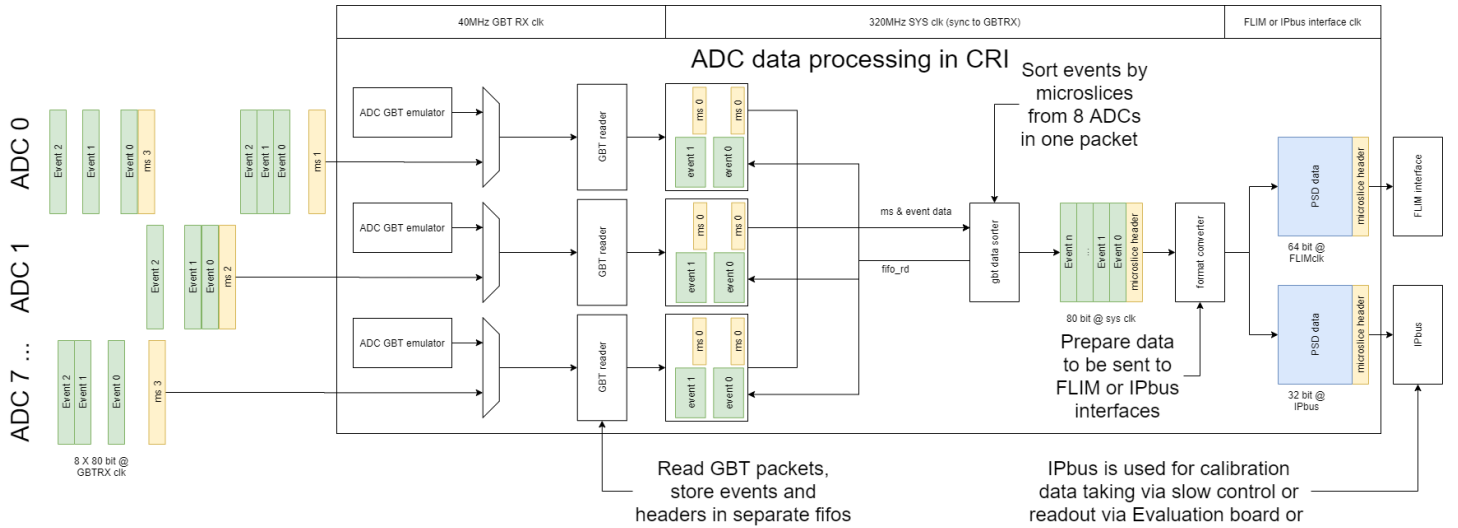 40MHz GBT RX clk
320MHz SYS clk (sync to GBTRX)
FLIM or IPbus interface clk
ADC data processing in CRI
Sort events by
microslices
from 8 ADCs
in one packet
ADC 0
Event 2
Event 1
Event 0
ms 3
Event 2
Event 1
Event 0
ms 1
ADC GBT emulator
GBT reader
ms 0
ms 0
event 1
event 0
ADC 1
Event 2
Event 1
Event 0
ms 2
ADC GBT emulator
GBT reader
ms 0
ms 0
event 1
event 0
ms & event data
fifo_rd
gbt data sorter
Event n
...
Event 1
Event 0
microslice header
80 bit @ sys clk
format converter
PSD data
microslice header
64 bit @
FLIMclk
FLIM interface
PSD data
microslice header
32 bit @
IPbus
IPbus
Prepare data
to be sent to
FLIM or IPbus
interfaces
ADC 7 ...
Event 2
Event 1
Event 0
ms 3
8 X 80 bit @
GBTRX clk
ADC GBT emulator
GBT reader
ms 0
ms 0
event 1
event 0
Read GBT packets,
store events and
headers in separate fifos
IPbus is used for calibration
data taking via slow control or
readout via Evaluation board or